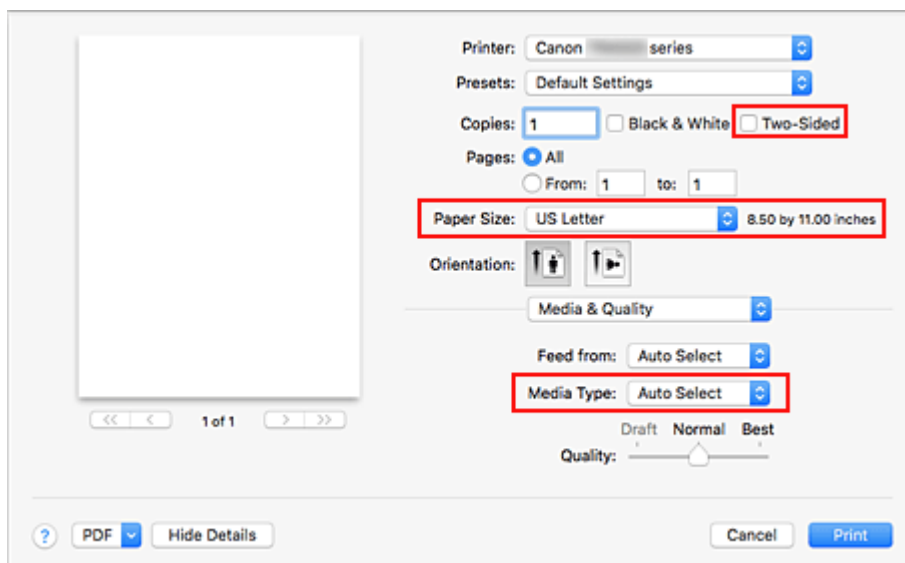 Printer: Canon series
Presets: Default Settings
Copies: 1 Black & White Two-Sided
Pages: All
From: 1 to: 1
Paper Size: US Letter 8.50 by 11.00 inches
Orientation:
Media & Quality
Feed from: Auto Select
Media Type: Auto Select
1 of 1
Draft Normal Best
Quality:
? PDF Hide Details Cancel Print